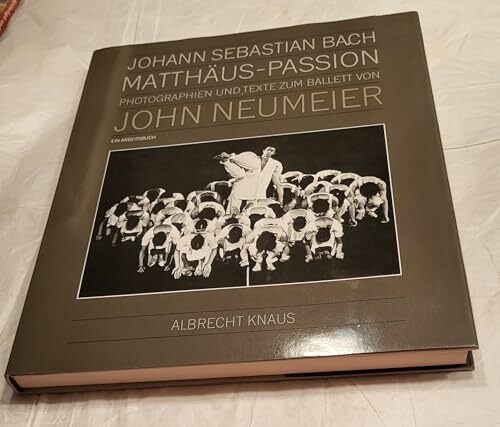 JOHANN SEBASTIAN BACH
MATTHÄUS-PASSION
PHOTOGRAPHIEN UND TEXTE ZUM BALLETT VON
JOHN NEUMEIER
EIN ARBEITSBUCH
ALBRECHT KNAUS